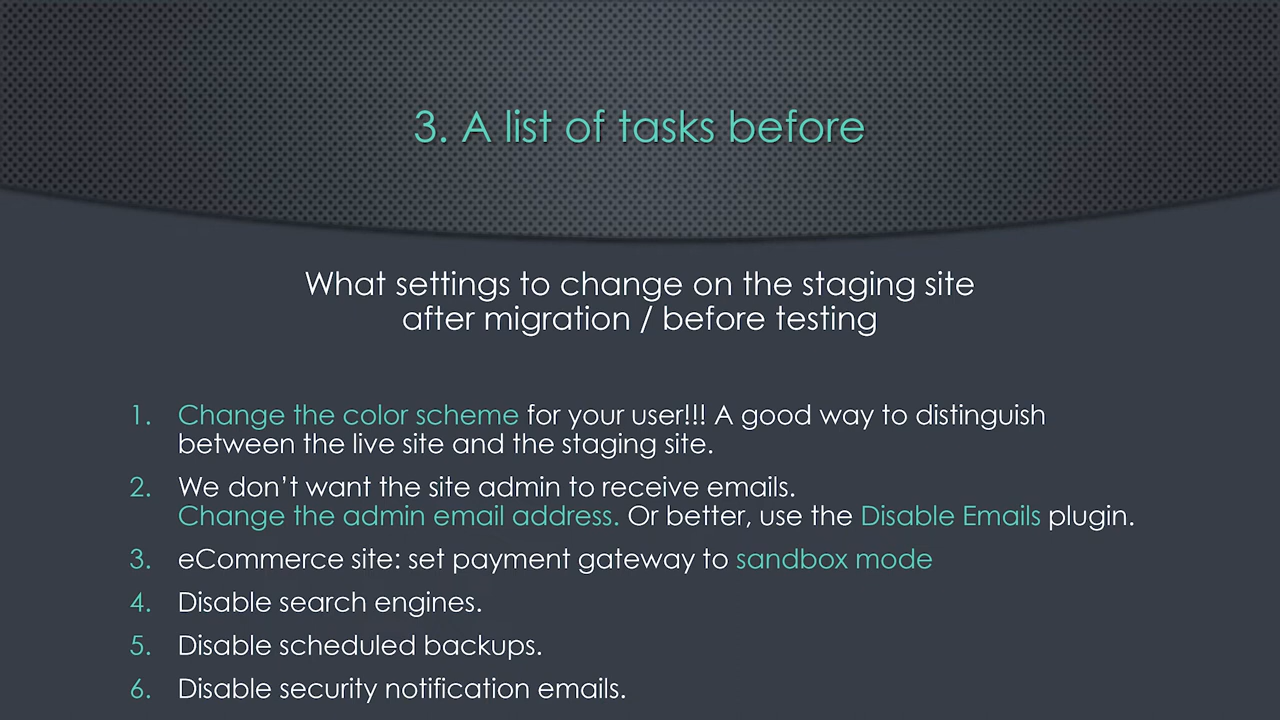 3. A list of tasks before
What settings to change on the staging site
after migration / before testing
1. Change the color scheme for your user!!! A good way to distinguish
between the live site and the staging site.
2. We don’t want the site admin to receive emails.
Change the admin email address. Or better, use the Disable Emails plugin.
3. eCommerce site: set payment gateway to sandbox mode
4. Disable search engines.
5. Disable scheduled backups.
6. Disable security notification emails.